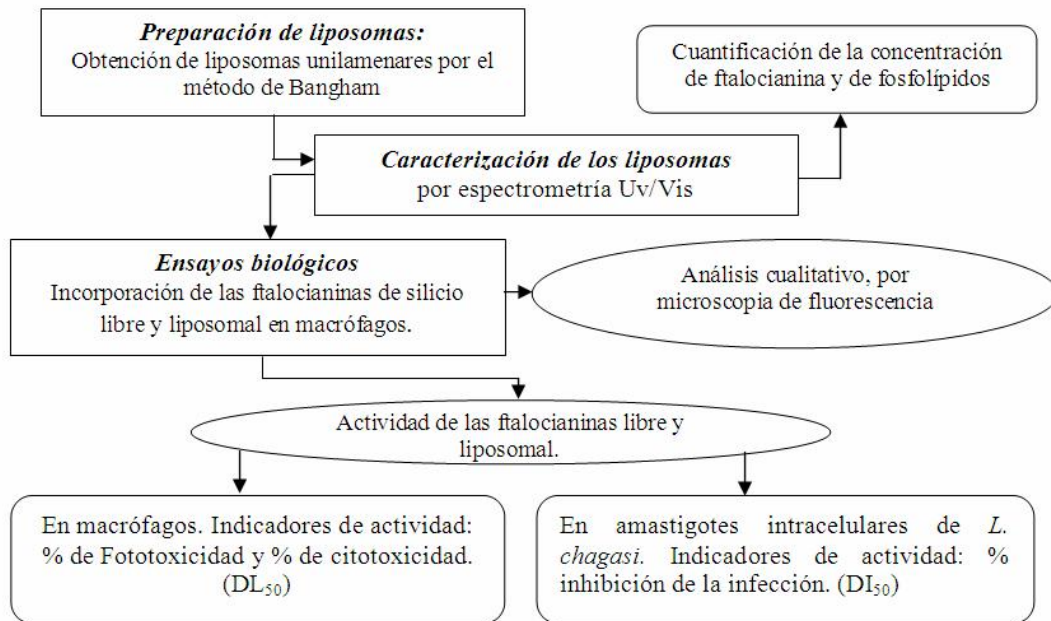 Preparación de liposomas:
Obtención de liposomas unilamenares por el
método de Bangham
Cuantificación de la concentración
de ftalocianina y de fosfolípidos
Caracterización de los liposomas
por espectrometría Uv/Vis
Ensayos biológicos
Incorporación de las ftalocianinas de silicio
libre y liposomal en macrófagos.
Análisis cualitativo, por
microscopia de fluorescencia
Actividad de las ftalocianinas libre y
liposomal.
En macrófagos. Indicadores de actividad:
% de Fototoxicidad y % de citotoxicidad.
(DL₅₀)
En amastigotes intracelulares de L.
chagasi. Indicadores de actividad: %
inhibición de la infección. (DI₅₀)